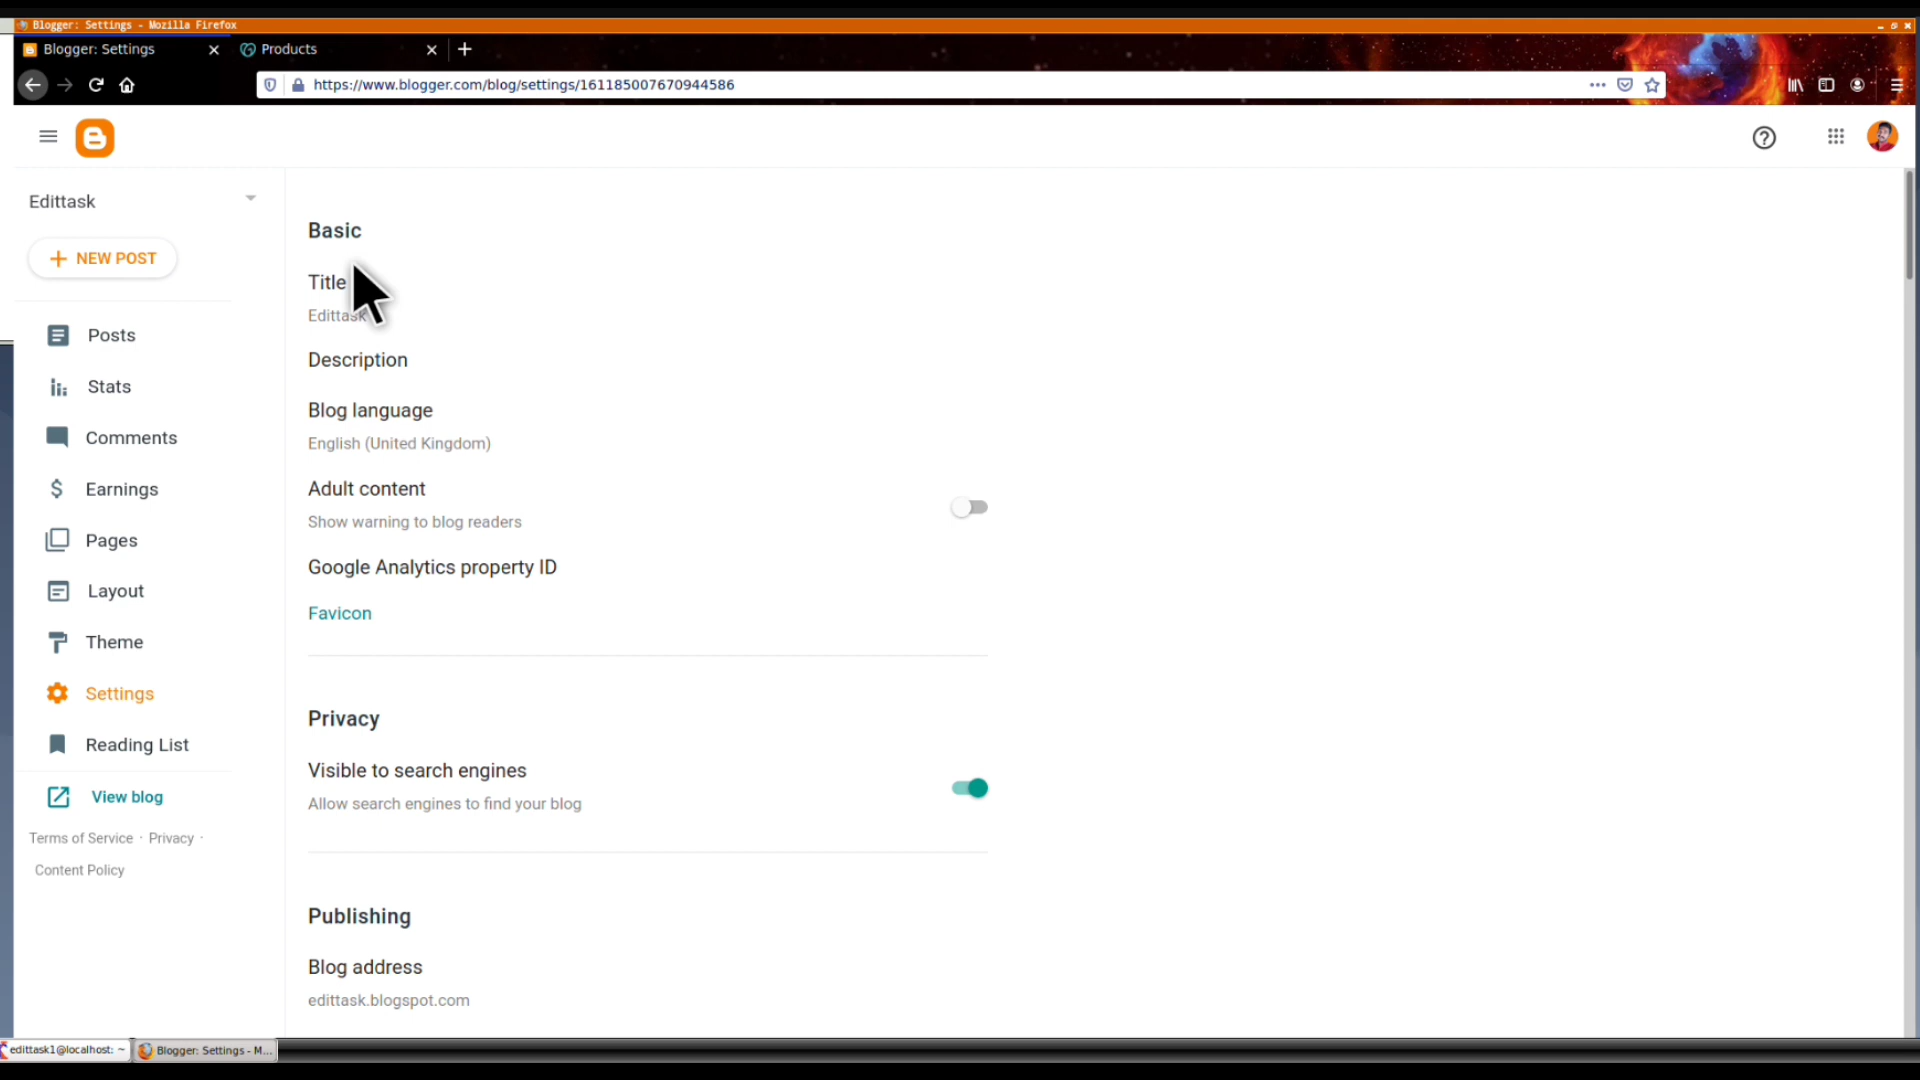 Blogger: Settings - Mozilla Firefox
Blogger: Settings
Products
https://www.blogger.com/blog/settings/161185007670944586
Edittask
NEW POST
Posts
Stats
Comments
Earnings
Pages
Layout
Theme
Settings
Reading List
View blog
Terms of Service · Privacy ·
Content Policy
Basic
Title
Edittask
Description
Blog language
English (United Kingdom)
Adult content
Show warning to blog readers
Google Analytics property ID
Favicon
Privacy
Visible to search engines
Allow search engines to find your blog
Publishing
Blog address
edittask.blogspot.com
edittask1@localhost: ~
Blogger: Settings - M...